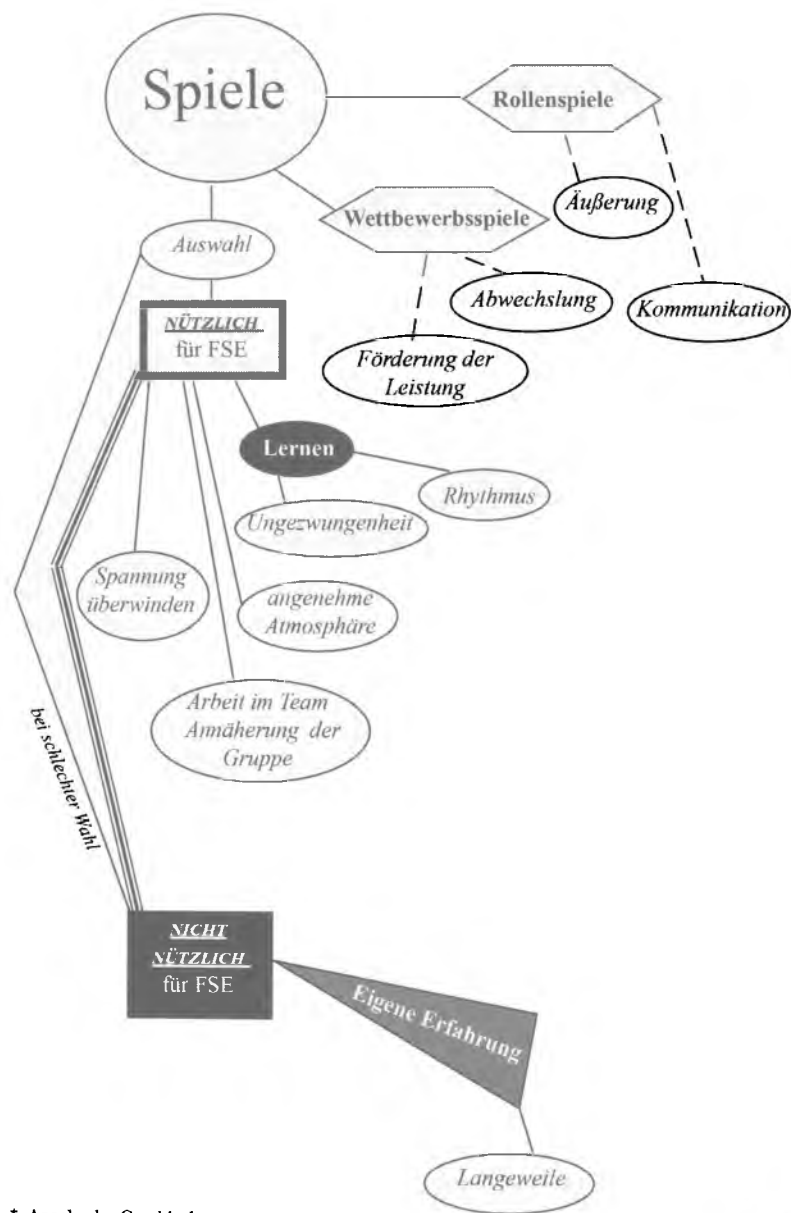 Spiele
Rollenspiele
Äußerung
Wettbewerbsspiele
Auswahl
Abwechslung
Kommunikation
NÜTZLICH
für FSE
Förderung der
Leistung
Lernen
Rhythmus
Ungezwungenheit
Spannung
überwinden
angenehme
Atmosphäre
Arbeit im Team
Annäherung der
Gruppe
bei schlechter Wahl
NICHT
NÜTZLICH
für FSE
Eigene Erfahrung
Langeweile